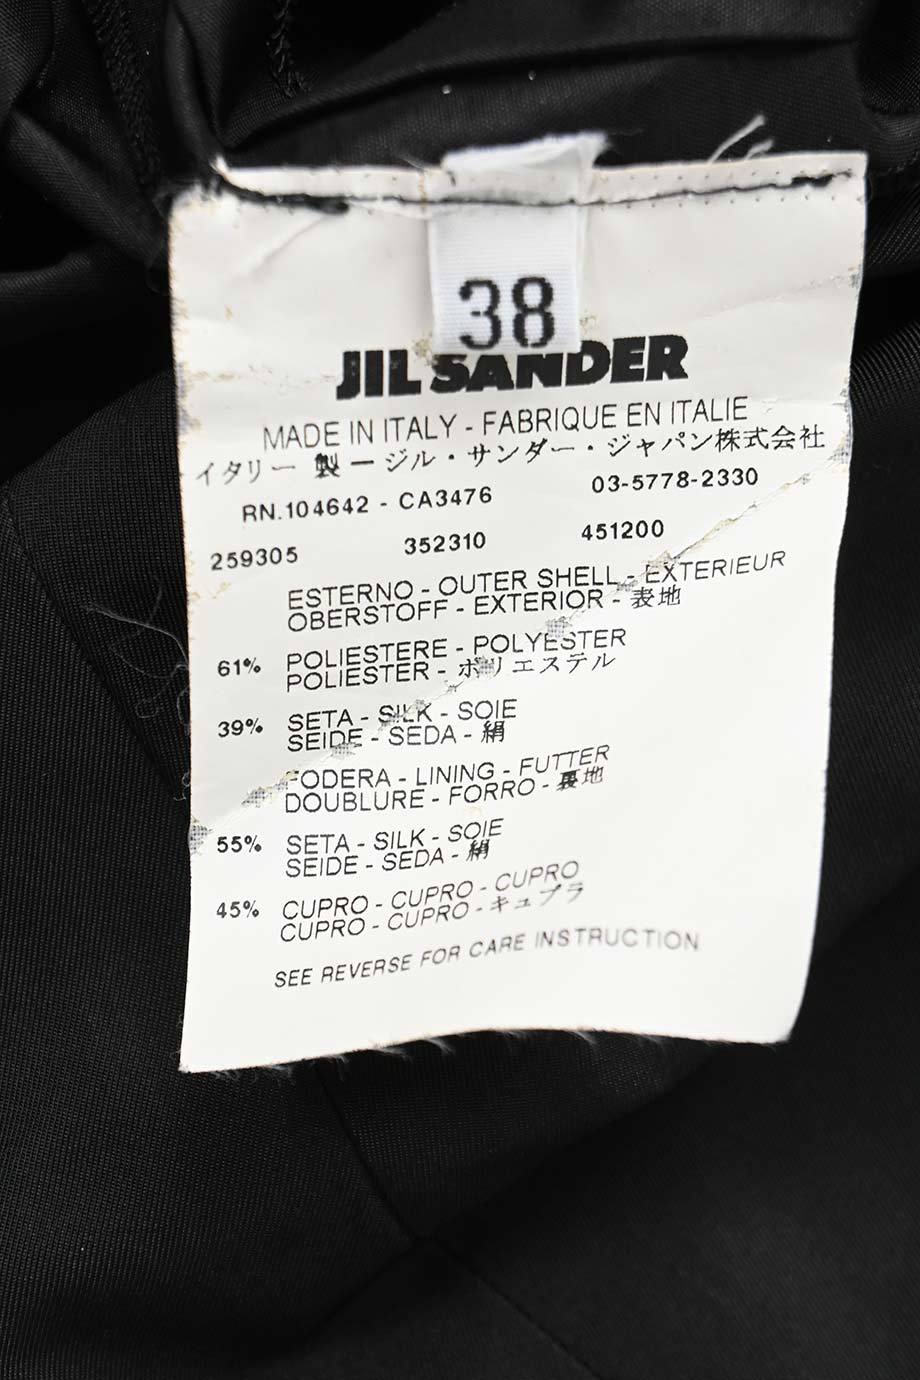 38
JIL SANDER
MADE IN ITALY - FABRIQUE EN ITALIE
イタリー 製 ージル・サンダー・ジャパン株式会社
RN.104642 - CA3476 03-5778-2330
259305 352310 451200
ESTERNO - OUTER SHELL - EXTERIEUR
OBERSTOFF - EXTERIOR - 表地
61% POLIESTERE - POLYESTER
POLIESTER - ポリエステル
39% SETA - SILK - SOIE
SEIDE - SEDA - 絹
FODERA - LINING - FUTTER
DOUBLURE - FORRO - 裏地
55% SETA - SILK - SOIE
SEIDE - SEDA - 絹
45% CUPRO - CUPRO - CUPRO
CUPRO - CUPRO - キュプラ
SEE REVERSE FOR CARE INSTRUCTION